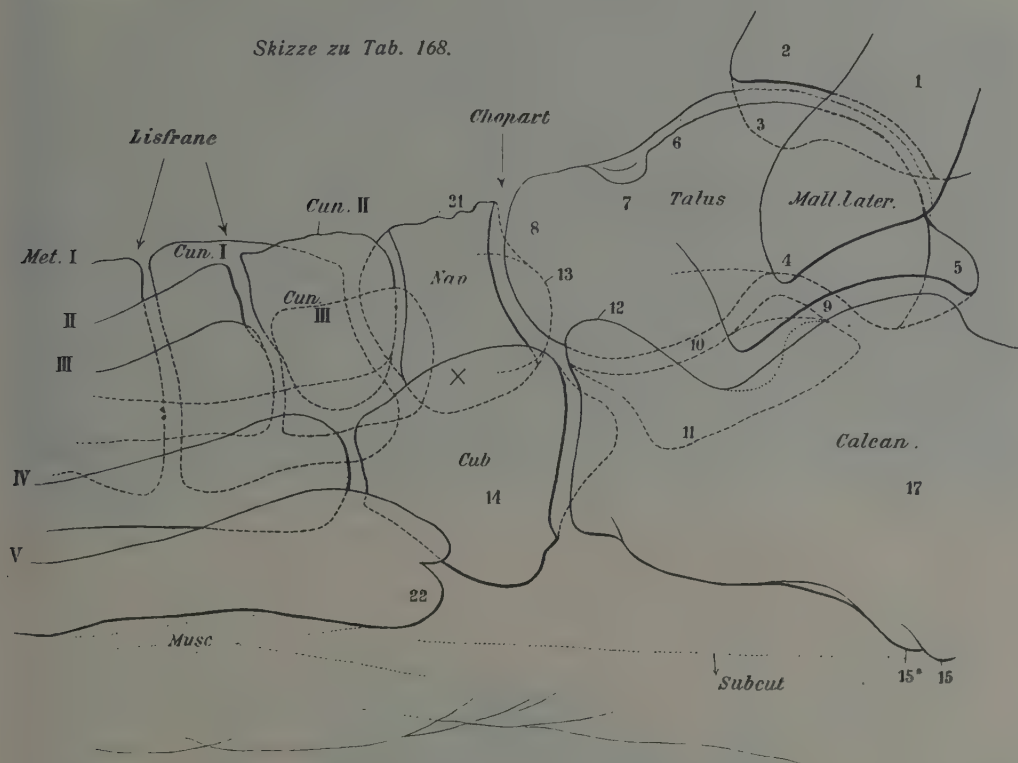 Skizze zu Tab. 168.
2
1
Chopart
3
Lisfranc
6
21
7
Talus
Mall. later.
Cun. II
8
Met. I
Cun. I
Nav
13
4
5
Cun. III
II
12
9
III
10
X
11
Calcan.
Cub
IV
14
17
V
22
Musc
Subcut
15a
15